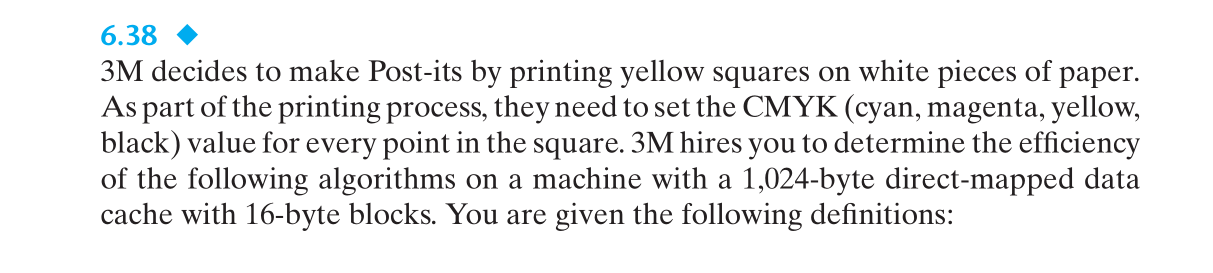 6.38 ◆
3M decides to make Post-its by printing yellow squares on white pieces of paper.
As part of the printing process, they need to set the CMYK (cyan, magenta, yellow,
black) value for every point in the square. 3M hires you to determine the efficiency
of the following algorithms on a machine with a 1,024-byte direct-mapped data
cache with 16-byte blocks. You are given the following definitions: